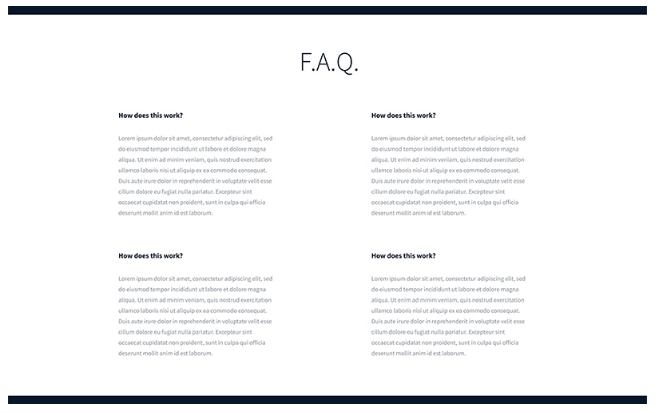 F.A.Q.
How does this work?
Lorem ipsum dolor sit amet, consectetur adipiscing elit, sed
do eiusmod tempor incididunt ut labore et dolore magna
aliqua. Ut enim ad minim veniam, quis nostrud exercitation
ullamco laboris nisi ut aliquip ex ea commodo consequat.
Duis aute irure dolor in reprehenderit in voluptate velit esse
cillum dolore eu fugiat nulla pariatur. Excepteur sint
occaecat cupidatat non proident, sunt in culpa qui officia
deserunt mollit anim id est laborum.
How does this work?
Lorem ipsum dolor sit amet, consectetur adipiscing elit, sed
do eiusmod tempor incididunt ut labore et dolore magna
aliqua. Ut enim ad minim veniam, quis nostrud exercitation
ullamco laboris nisi ut aliquip ex ea commodo consequat.
Duis aute irure dolor in reprehenderit in voluptate velit esse
cillum dolore eu fugiat nulla pariatur. Excepteur sint
occaecat cupidatat non proident, sunt in culpa qui officia
deserunt mollit anim id est laborum.
How does this work?
Lorem ipsum dolor sit amet, consectetur adipiscing elit, sed
do eiusmod tempor incididunt ut labore et dolore magna
aliqua. Ut enim ad minim veniam, quis nostrud exercitation
ullamco laboris nisi ut aliquip ex ea commodo consequat.
Duis aute irure dolor in reprehenderit in voluptate velit esse
cillum dolore eu fugiat nulla pariatur. Excepteur sint
occaecat cupidatat non proident, sunt in culpa qui officia
deserunt mollit anim id est laborum.
How does this work?
Lorem ipsum dolor sit amet, consectetur adipiscing elit, sed
do eiusmod tempor incididunt ut labore et dolore magna
aliqua. Ut enim ad minim veniam, quis nostrud exercitation
ullamco laboris nisi ut aliquip ex ea commodo consequat.
Duis aute irure dolor in reprehenderit in voluptate velit esse
cillum dolore eu fugiat nulla pariatur. Excepteur sint
occaecat cupidatat non proident, sunt in culpa qui officia
deserunt mollit anim id est laborum.